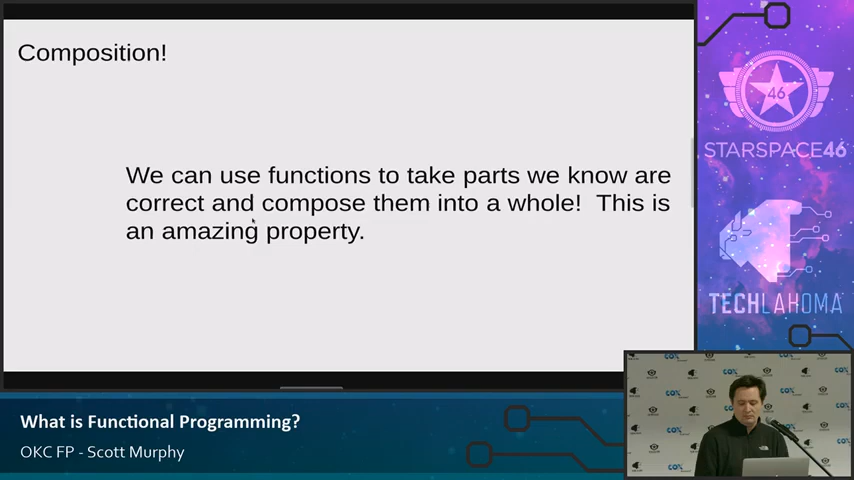 Composition!
We can use functions to take parts we know are
correct and compose them into a whole!  This is
an amazing property.
46
STARSPACE46
TECHLAHOMA
What is Functional Programming?
OKC FP - Scott Murphy
COX